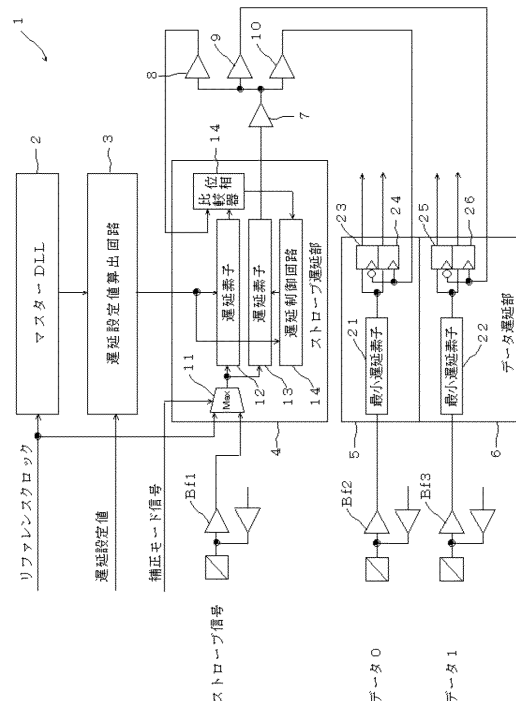 1
リファレンスクロック
マスターDLL
2
遅延設定値
遅延設定値算出回路
3
補正モード信号
ストローブ信号
Bf1
11
Max
12
13
14
遅延素子
遅延素子
遅延制御回路
位相
比較器
14
ストローブ遅延部
4
7
8
9
10
データ0
Bf2
21
最小遅延素子
23
24
5
データ1
Bf3
22
最小遅延素子
25
26
データ遅延部
6